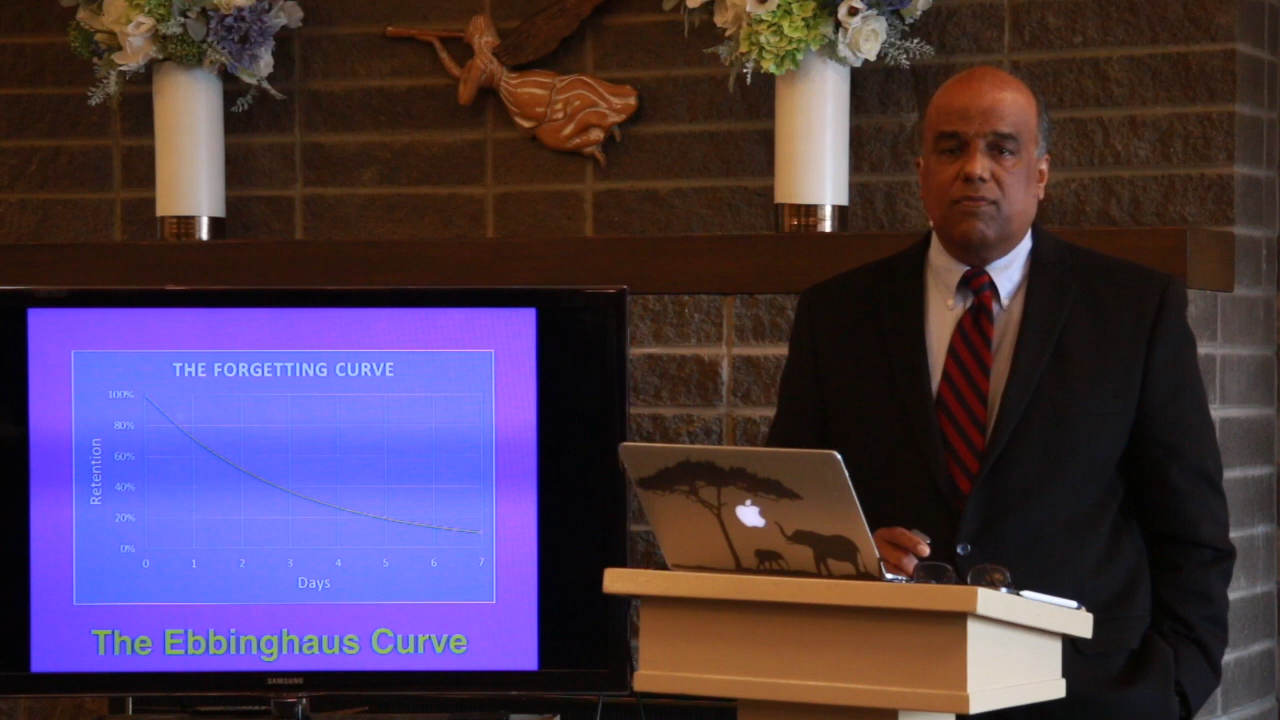 THE FORGETTING CURVE
100%
80%
60%
40%
20%
0%
Retention
0 1 2 3 4 5 6 7
Days
The Ebbinghaus Curve
SAMSUNG